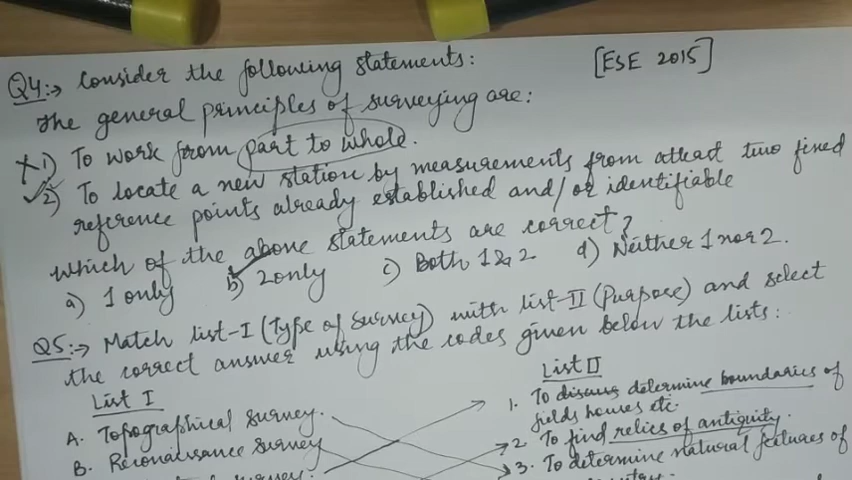 Q4:→ Consider the following statements: [ESE 2015]
The general principles of surveying are:
1) To work from part to whole.
2) To locate a new station by measurements from atleast two fixed
reference points already established and/or identifiable
which of the above statements are correct?
a) 1 only b) 2 only c) Both 1 & 2 d) Neither 1 nor 2.
Q5:→ Match list-I (Type of Survey) with list-II (Purpose) and select
the correct answer using the codes given below the lists:
List I List II
A. Topographical survey.
B. Reconaissance survey
1. To discuss determine boundaries of
fields houses etc.
2. To find relics of antiquity.
3. To determine natural features of